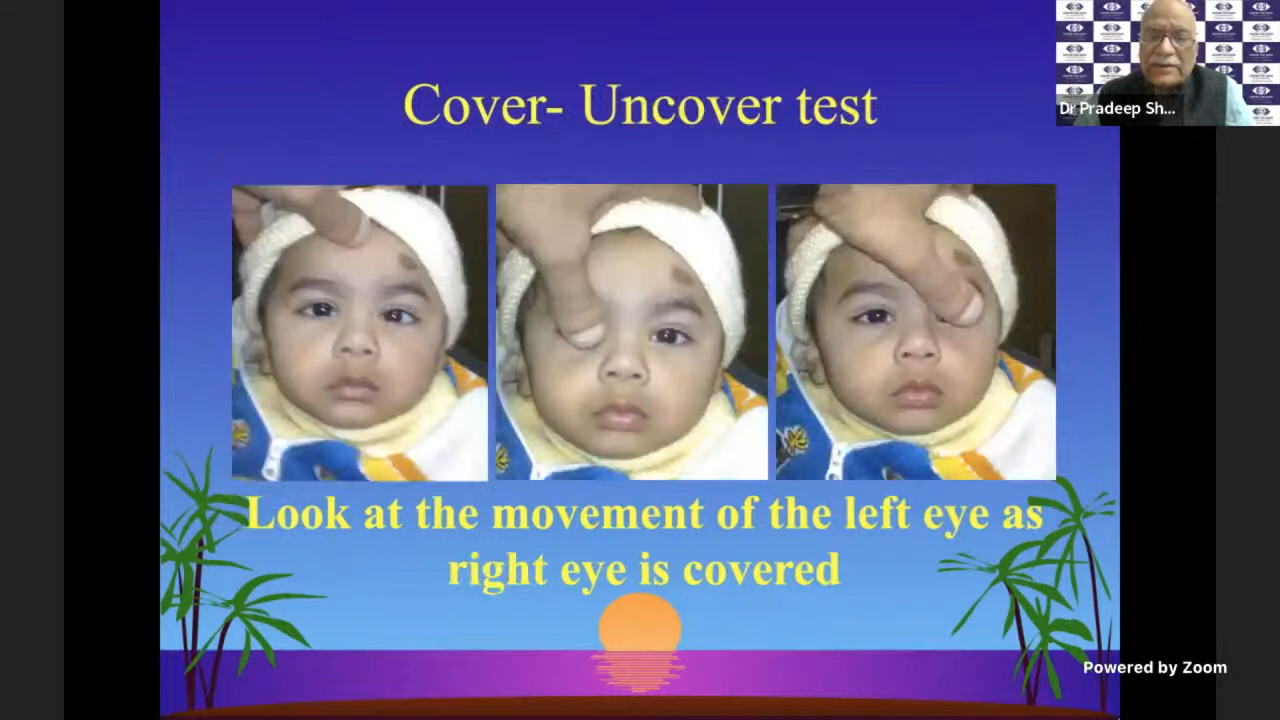 Cover- Uncover test
Dr Pradeep Sh...
Look at the movement of the left eye as
right eye is covered
Powered by Zoom